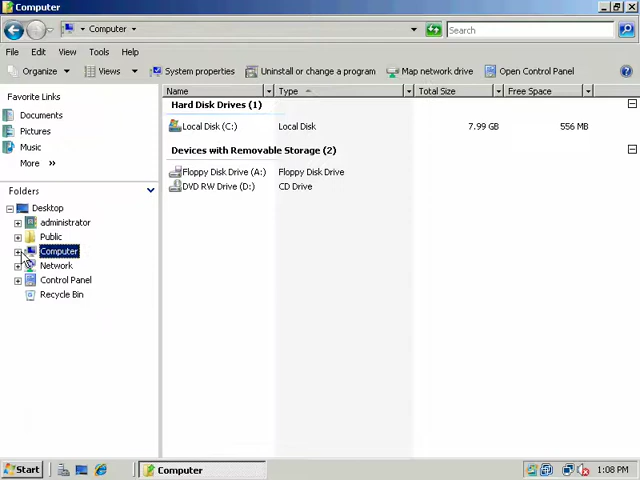 Computer
Computer
Search
File Edit View Tools Help
Organize Views System properties Uninstall or change a program Map network drive Open Control Panel
Favorite Links
Documents
Pictures
Music
More »
Folders
Desktop
administrator
Public
Computer
Network
Control Panel
Recycle Bin
Name Type Total Size Free Space
Hard Disk Drives (1)
Local Disk (C:) Local Disk 7.99 GB 556 MB
Devices with Removable Storage (2)
Floppy Disk Drive (A:) Floppy Disk Drive
DVD RW Drive (D:) CD Drive
Start Computer 1:08 PM